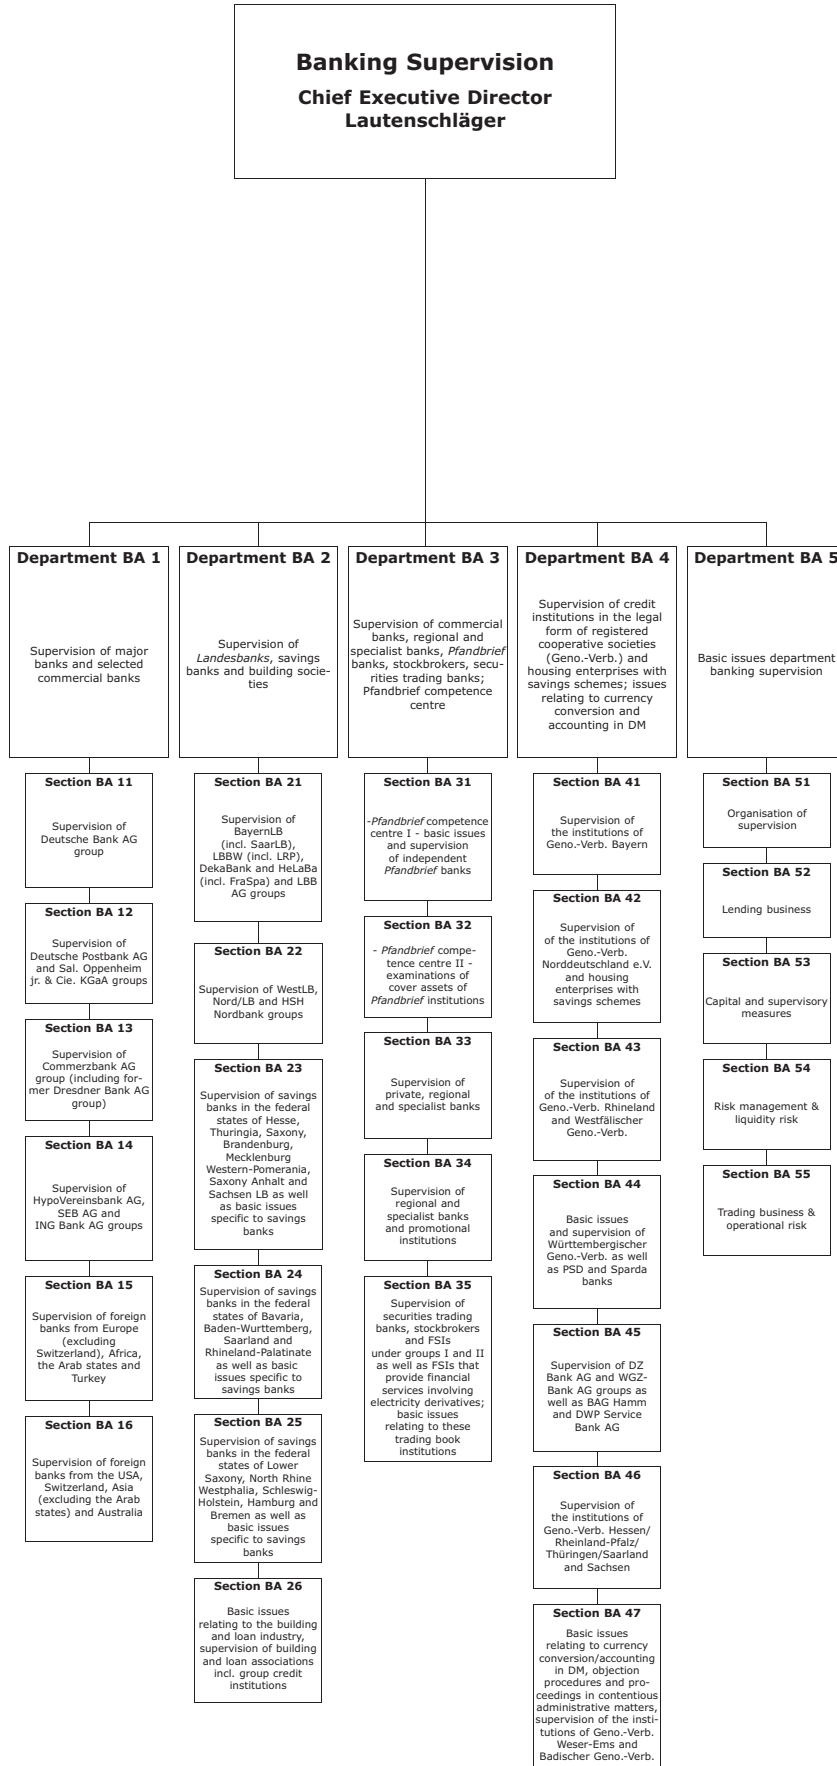 Banking Supervision
Chief Executive Director
Lautenschläger
Department BA 1
Supervision of major
banks and selected
commercial banks
Section BA 11
Supervision of
Deutsche Bank AG
group
Section BA 12
Supervision of
Deutsche Postbank AG
and Sal. Oppenheim
jr. & Cie. KGaA groups
Section BA 13
Supervision of
Commerzbank AG
group (including for-
mer Dresdner Bank AG
group)
Section BA 14
Supervision of
HypoVereinsbank AG,
SEB AG and
ING Bank AG groups
Section BA 15
Supervision of foreign
banks from Europe
(excluding
Switzerland), Africa,
the Arab states and
Turkey
Section BA 16
Supervision of foreign
banks from the USA,
Switzerland, Asia
(excluding the Arab
states) and Australia
Department BA 2
Supervision of
Landesbanks, savings
banks and building socie-
ties
Section BA 21
Supervision of
BayernLB
(incl. SaarLB),
LBBW (incl. LRP),
DekaBank and HeLaBa
(incl. FraSpa) and LBB
AG groups
Section BA 22
Supervision of WestLB,
Nord/LB and HSH
Nordbank groups
Section BA 23
Supervision of savings
banks in the federal
states of Hesse,
Thuringia, Saxony,
Brandenburg,
Mecklenburg
Western-Pomerania,
Saxony Anhalt and
Sachsen LB as well
as basic issues
specific to savings
banks
Section BA 24
Supervision of savings
banks in the federal
states of Bavaria,
Baden-Wurttemberg,
Saarland and
Rhineland-Palatinate
as well as basic
issues specific to
savings banks
Section BA 25
Supervision of savings
banks in the federal
states of Lower
Saxony, North Rhine
Westphalia, Schleswig-
Holstein, Hamburg and
Bremen as well as
basic issues
specific to savings
banks
Section BA 26
Basic issues
relating to the building
and loan industry,
supervision of building
and loan associations
incl. group credit
institutions
Department BA 3
Supervision of commercial
banks, regional and
specialist banks, Pfandbrief
banks, stockbrokers, secu-
rities trading banks;
Pfandbrief competence
centre
Section BA 31
-Pfandbrief competence
centre I - basic issues
and supervision
of independent
Pfandbrief banks
Section BA 32
- Pfandbrief compe-
tence centre II -
examinations of
cover assets of
Pfandbrief institutions
Section BA 33
Supervision of
private, regional
and specialist banks
Section BA 34
Supervision of
regional and
specialist banks
and promotional
institutions
Section BA 35
Supervision of
securities trading
banks, stockbrokers
and FSIs
under groups I and II
as well as FSIs that
provide financial
services involving
electricity derivatives;
basic issues
relating to these
trading book
institutions
Department BA 4
Supervision of credit
institutions in the legal
form of registered
cooperative societies
(Geno.-Verb.) and
housing enterprises with
savings schemes; issues
relating to currency
conversion and
accounting in DM
Section BA 41
Supervision of
the institutions of
Geno.-Verb. Bayern
Section BA 42
Supervision of
of the institutions of
Geno.-Verb.
Norddeutschland e.V.
and housing
enterprises with
savings schemes
Section BA 43
Supervision of
of the institutions of
Geno.-Verb. Rhineland
and Westfälischer
Geno.-Verb.
Section BA 44
Basic issues
and supervision of
Württembergischer
Geno.-Verb. as well
as PSD and Sparda
banks
Section BA 45
Supervision of DZ
Bank AG and WGZ-
Bank AG groups as
well as BAG Hamm
and DWP Service
Bank AG
Section BA 46
Supervision of
the institutions of
Geno.-Verb. Hessen/
Rheinland-Pfalz/
Thüringen/Saarland
and Sachsen
Section BA 47
Basic issues
relating to currency
conversion/accounting
in DM, objection
procedures and pro-
ceedings in contentious
administrative matters,
supervision of the insti-
tutions of Geno.-Verb.
Weser-Ems and
Badischer Geno.-Verb.
Department BA 5
Basic issues department
banking supervision
Section BA 51
Organisation of
supervision
Section BA 52
Lending business
Section BA 53
Capital and supervisory
measures
Section BA 54
Risk management &
liquidity risk
Section BA 55
Trading business &
operational risk